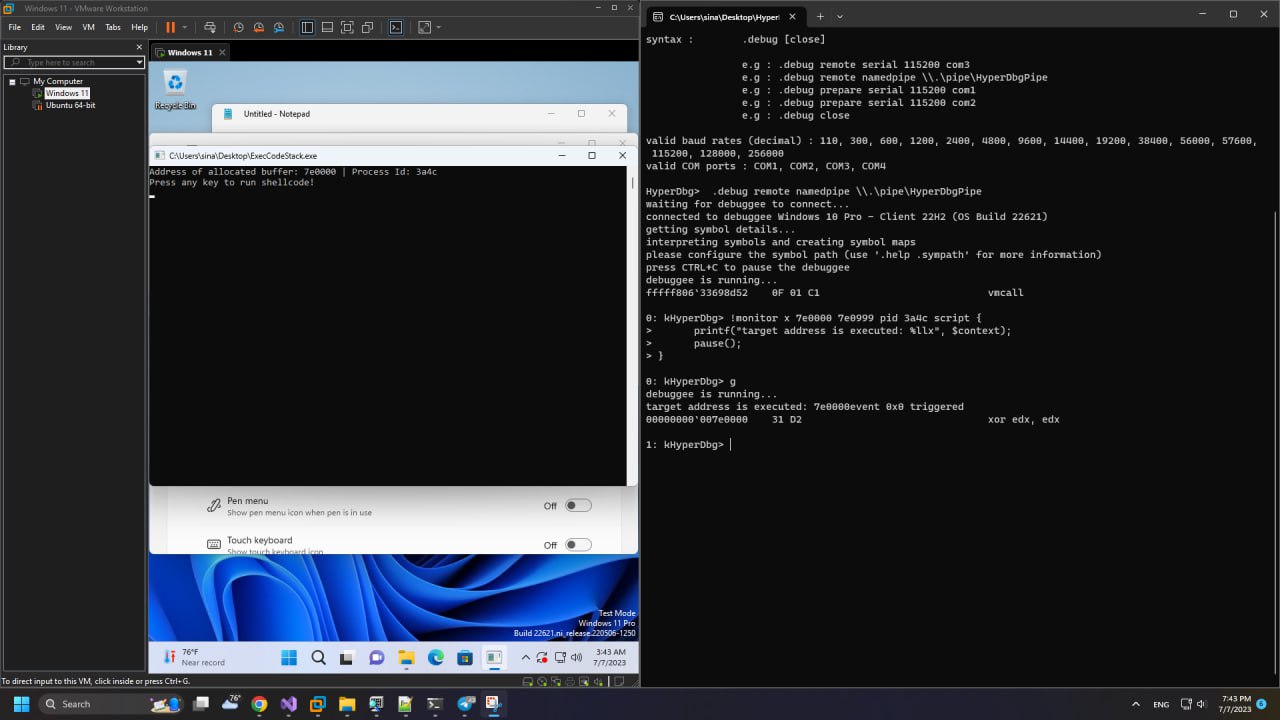 Windows 11 - VMware Workstation
File Edit View VM Tabs Help
Library
Type here to search
My Computer
Windows 11
Ubuntu 64-bit
Windows 11
Recycle Bin
Untitled - Notepad
C:\Users\sina\Desktop\ExecCodeStack.exe
Address of allocated buffer: 7e0000 | Process Id: 3a4c
Press any key to run shellcode!
Pen menu
Show pen menu icon when pen is in use
Off
Touch keyboard
Show touch keyboard icon
Off
Test Mode
Windows 11 Pro
Build 22621.ni_release.220506-1250
76°F
Near record
3:43 AM
7/7/2023
To direct input to this VM, click inside or press Ctrl+G.
C:\Users\sina\Desktop\Hyperl
syntax : .debug [close]
e.g : .debug remote serial 115200 com3
e.g : .debug remote namedpipe \\.\pipe\HyperDbgPipe
e.g : .debug prepare serial 115200 com1
e.g : .debug prepare serial 115200 com2
e.g : .debug close
valid baud rates (decimal) : 110, 300, 600, 1200, 2400, 4800, 9600, 14400, 19200, 38400, 56000, 57600,
115200, 128000, 256000
valid COM ports : COM1, COM2, COM3, COM4
HyperDbg> .debug remote namedpipe \\.\pipe\HyperDbgPipe
waiting for debuggee to connect...
connected to debuggee Windows 10 Pro - Client 22H2 (OS Build 22621)
getting symbol details...
interpreting symbols and creating symbol maps
please configure the symbol path (use '.help .sympath' for more information)
press CTRL+C to pause the debuggee
debuggee is running...
fffff806`33698d52 0F 01 C1 vmcall
0: kHyperDbg> !monitor x 7e0000 7e0999 pid 3a4c script {
> printf("target address is executed: %llx", $context);
> pause();
> }
0: kHyperDbg> g
debuggee is running...
target address is executed: 7e0000event 0x0 triggered
00000000`007e0000 31 D2 xor edx, edx
1: kHyperDbg>
Search
76°
ENG
7:43 PM
7/7/2023
6